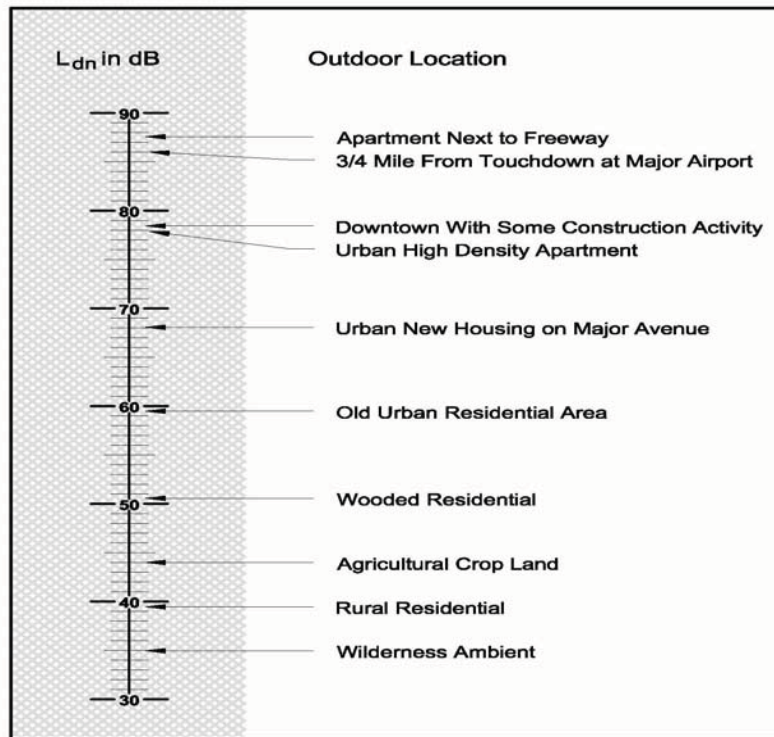 L_dn in dB
Outdoor Location
90
Apartment Next to Freeway
3/4 Mile From Touchdown at Major Airport
80
Downtown With Some Construction Activity
Urban High Density Apartment
70
Urban New Housing on Major Avenue
60
Old Urban Residential Area
50
Wooded Residential
Agricultural Crop Land
40
Rural Residential
Wilderness Ambient
30